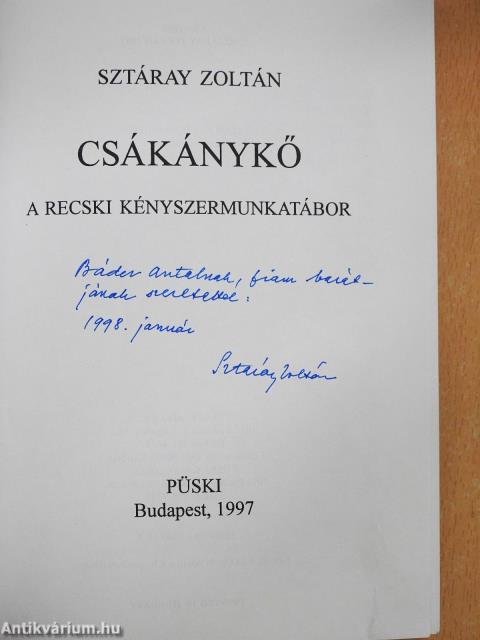 SZTÁRAY ZOLTÁN
CSÁKÁNYKŐ
A RECSKI KÉNYSZERMUNKATÁBOR
Báder Antalnak, fiam barát-
jának szeretettel:
1998. január
Sztáray Zoltán
PÜSKI
Budapest, 1997
Antikvárium.hu